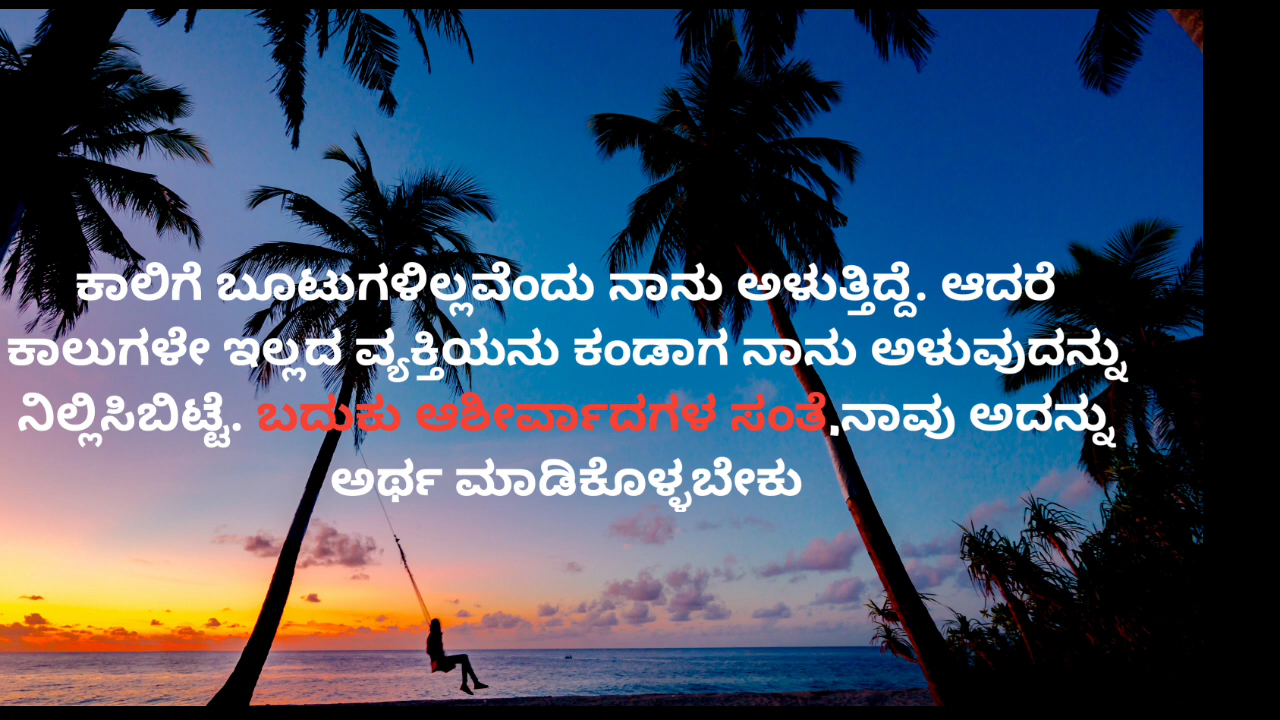 ಕಾಲಿಗೆ ಬೂಟುಗಳಿಲ್ಲವೆಂದು ನಾನು ಅಳುತ್ತಿದ್ದೆ. ಆದರೆ
ಕಾಲುಗಳೇ ಇಲ್ಲದ ವ್ಯಕ್ತಿಯನು ಕಂಡಾಗ ನಾನು ಅಳುವುದನ್ನು
ನಿಲ್ಲಿಸಿಬಿಟ್ಟೆ. ಬದುಕು ಆಶೀರ್ವಾದಗಳ ಸಂತೆ,ನಾವು ಅದನ್ನು
ಅರ್ಥ ಮಾಡಿಕೊಳ್ಳಬೇಕು